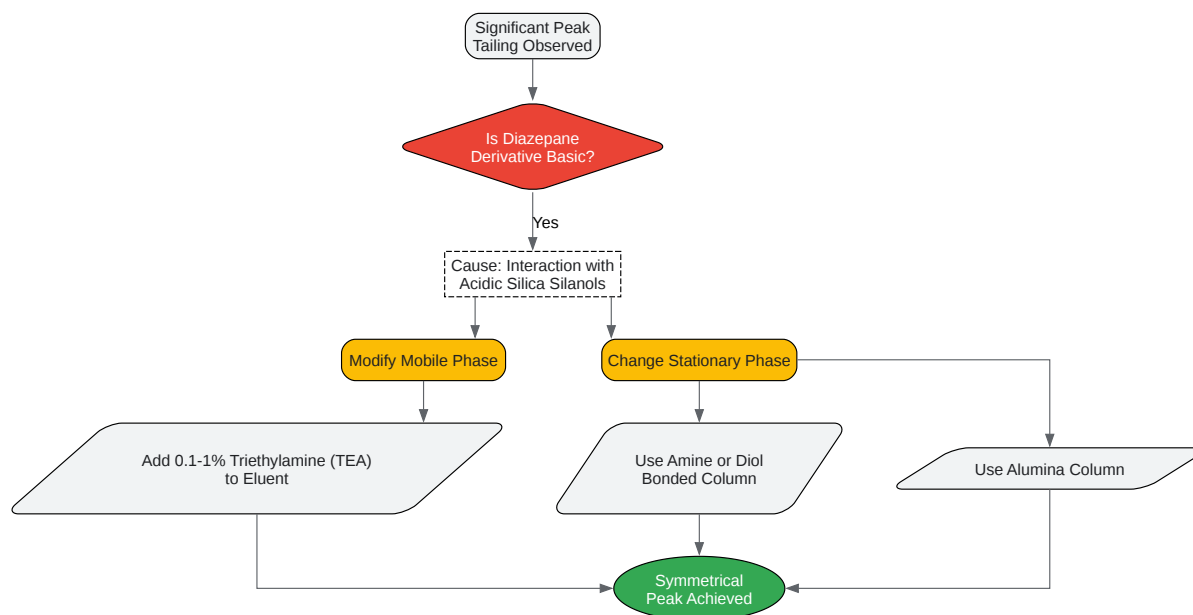 Significant Peak
Tailing Observed
Is Diazepane
Derivative Basic?
Yes
Cause: Interaction with
Acidic Silica Silanols
Modify Mobile Phase
Change Stationary Phase
Add 0.1-1% Triethylamine (TEA)
to Eluent
Use Amine or Diol
Bonded Column
Use Alumina Column
Symmetrical
Peak Achieved